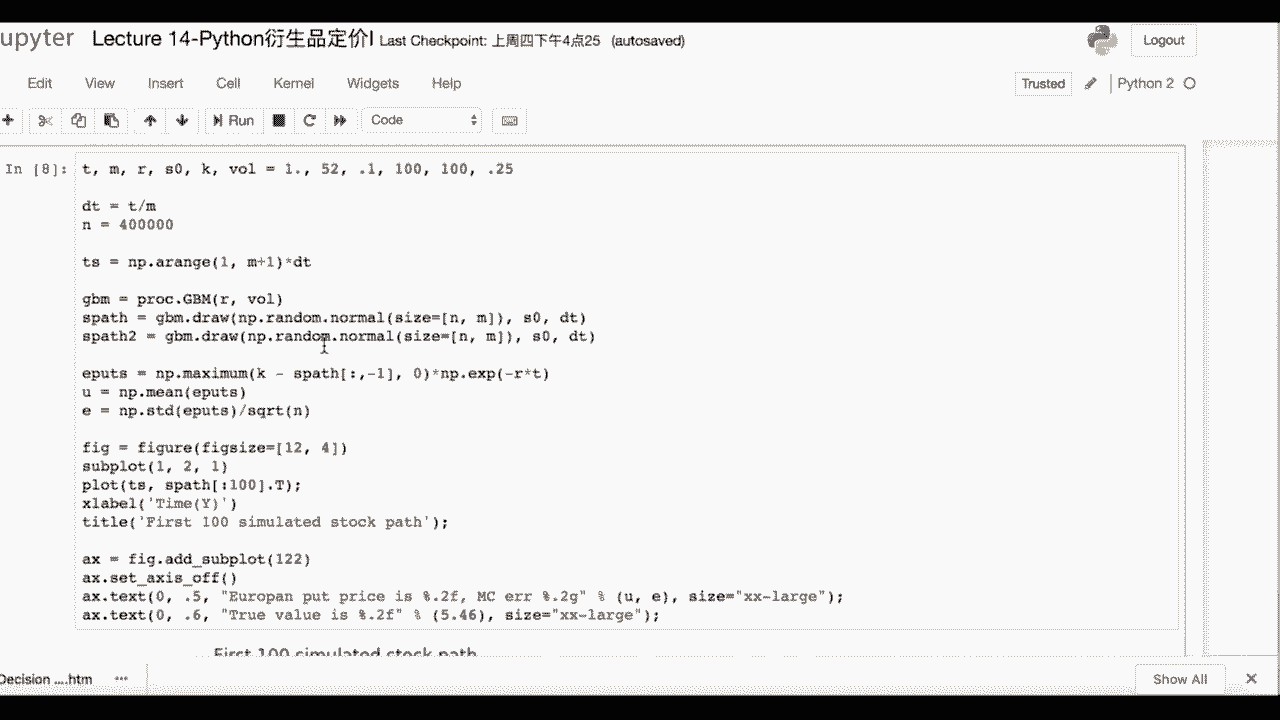 upyter Lecture 14-Python衍生品定价I Last Checkpoint: 上周四下午4点25 (autosaved) Logout
Edit View Insert Cell Kernel Widgets Help Trusted Python 2
Run Code
In [8]: t, m, r, s0, k, vol = 1., 52, .1, 100, 100, .25
dt = t/m
n = 400000
ts = np.arange(1, m+1)*dt
gbm = proc.GBM(r, vol)
spath = gbm.draw(np.random.normal(size=[n, m]), s0, dt)
spath2 = gbm.draw(np.random.normal(size=[n, m]), s0, dt)
eputs = np.maximum(k - spath[:,-1], 0)*np.exp(-r*t)
u = np.mean(eputs)
e = np.std(eputs)/sqrt(n)
fig = figure(figsize=[12, 4])
subplot(1, 2, 1)
plot(ts, spath[:100].T);
xlabel('Time(Y)')
title('First 100 simulated stock path');
ax = fig.add_subplot(122)
ax.set_axis_off()
ax.text(0, .5, "Europan put price is %.2f, MC err %.2g" % (u, e), size="xx-large");
ax.text(0, .6, "True value is %.2f" % (5.46), size="xx-large");
First 100 simulated stock path
Decision ....htm Show All